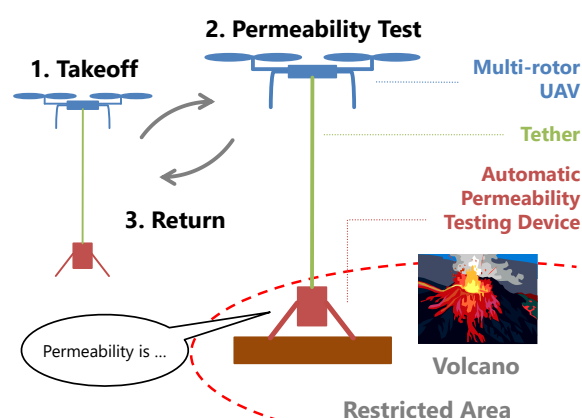 2. Permeability Test
1. Takeoff
Multi-rotor
UAV
Tether
Automatic
Permeability
Testing Device
3. Return
Permeability is ...
Volcano
Restricted Area